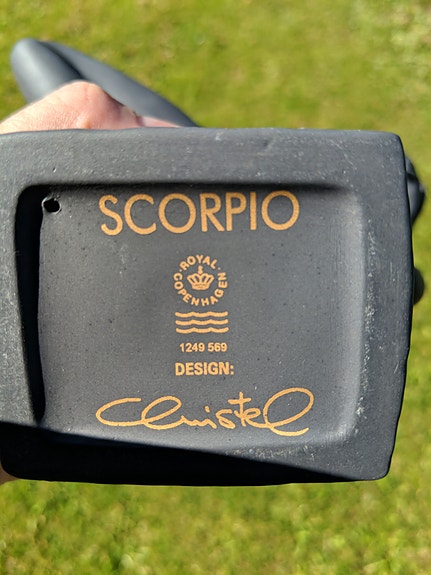 SCORPIO
ROYAL
COPENHAGEN
1249 569
DESIGN:
Christel